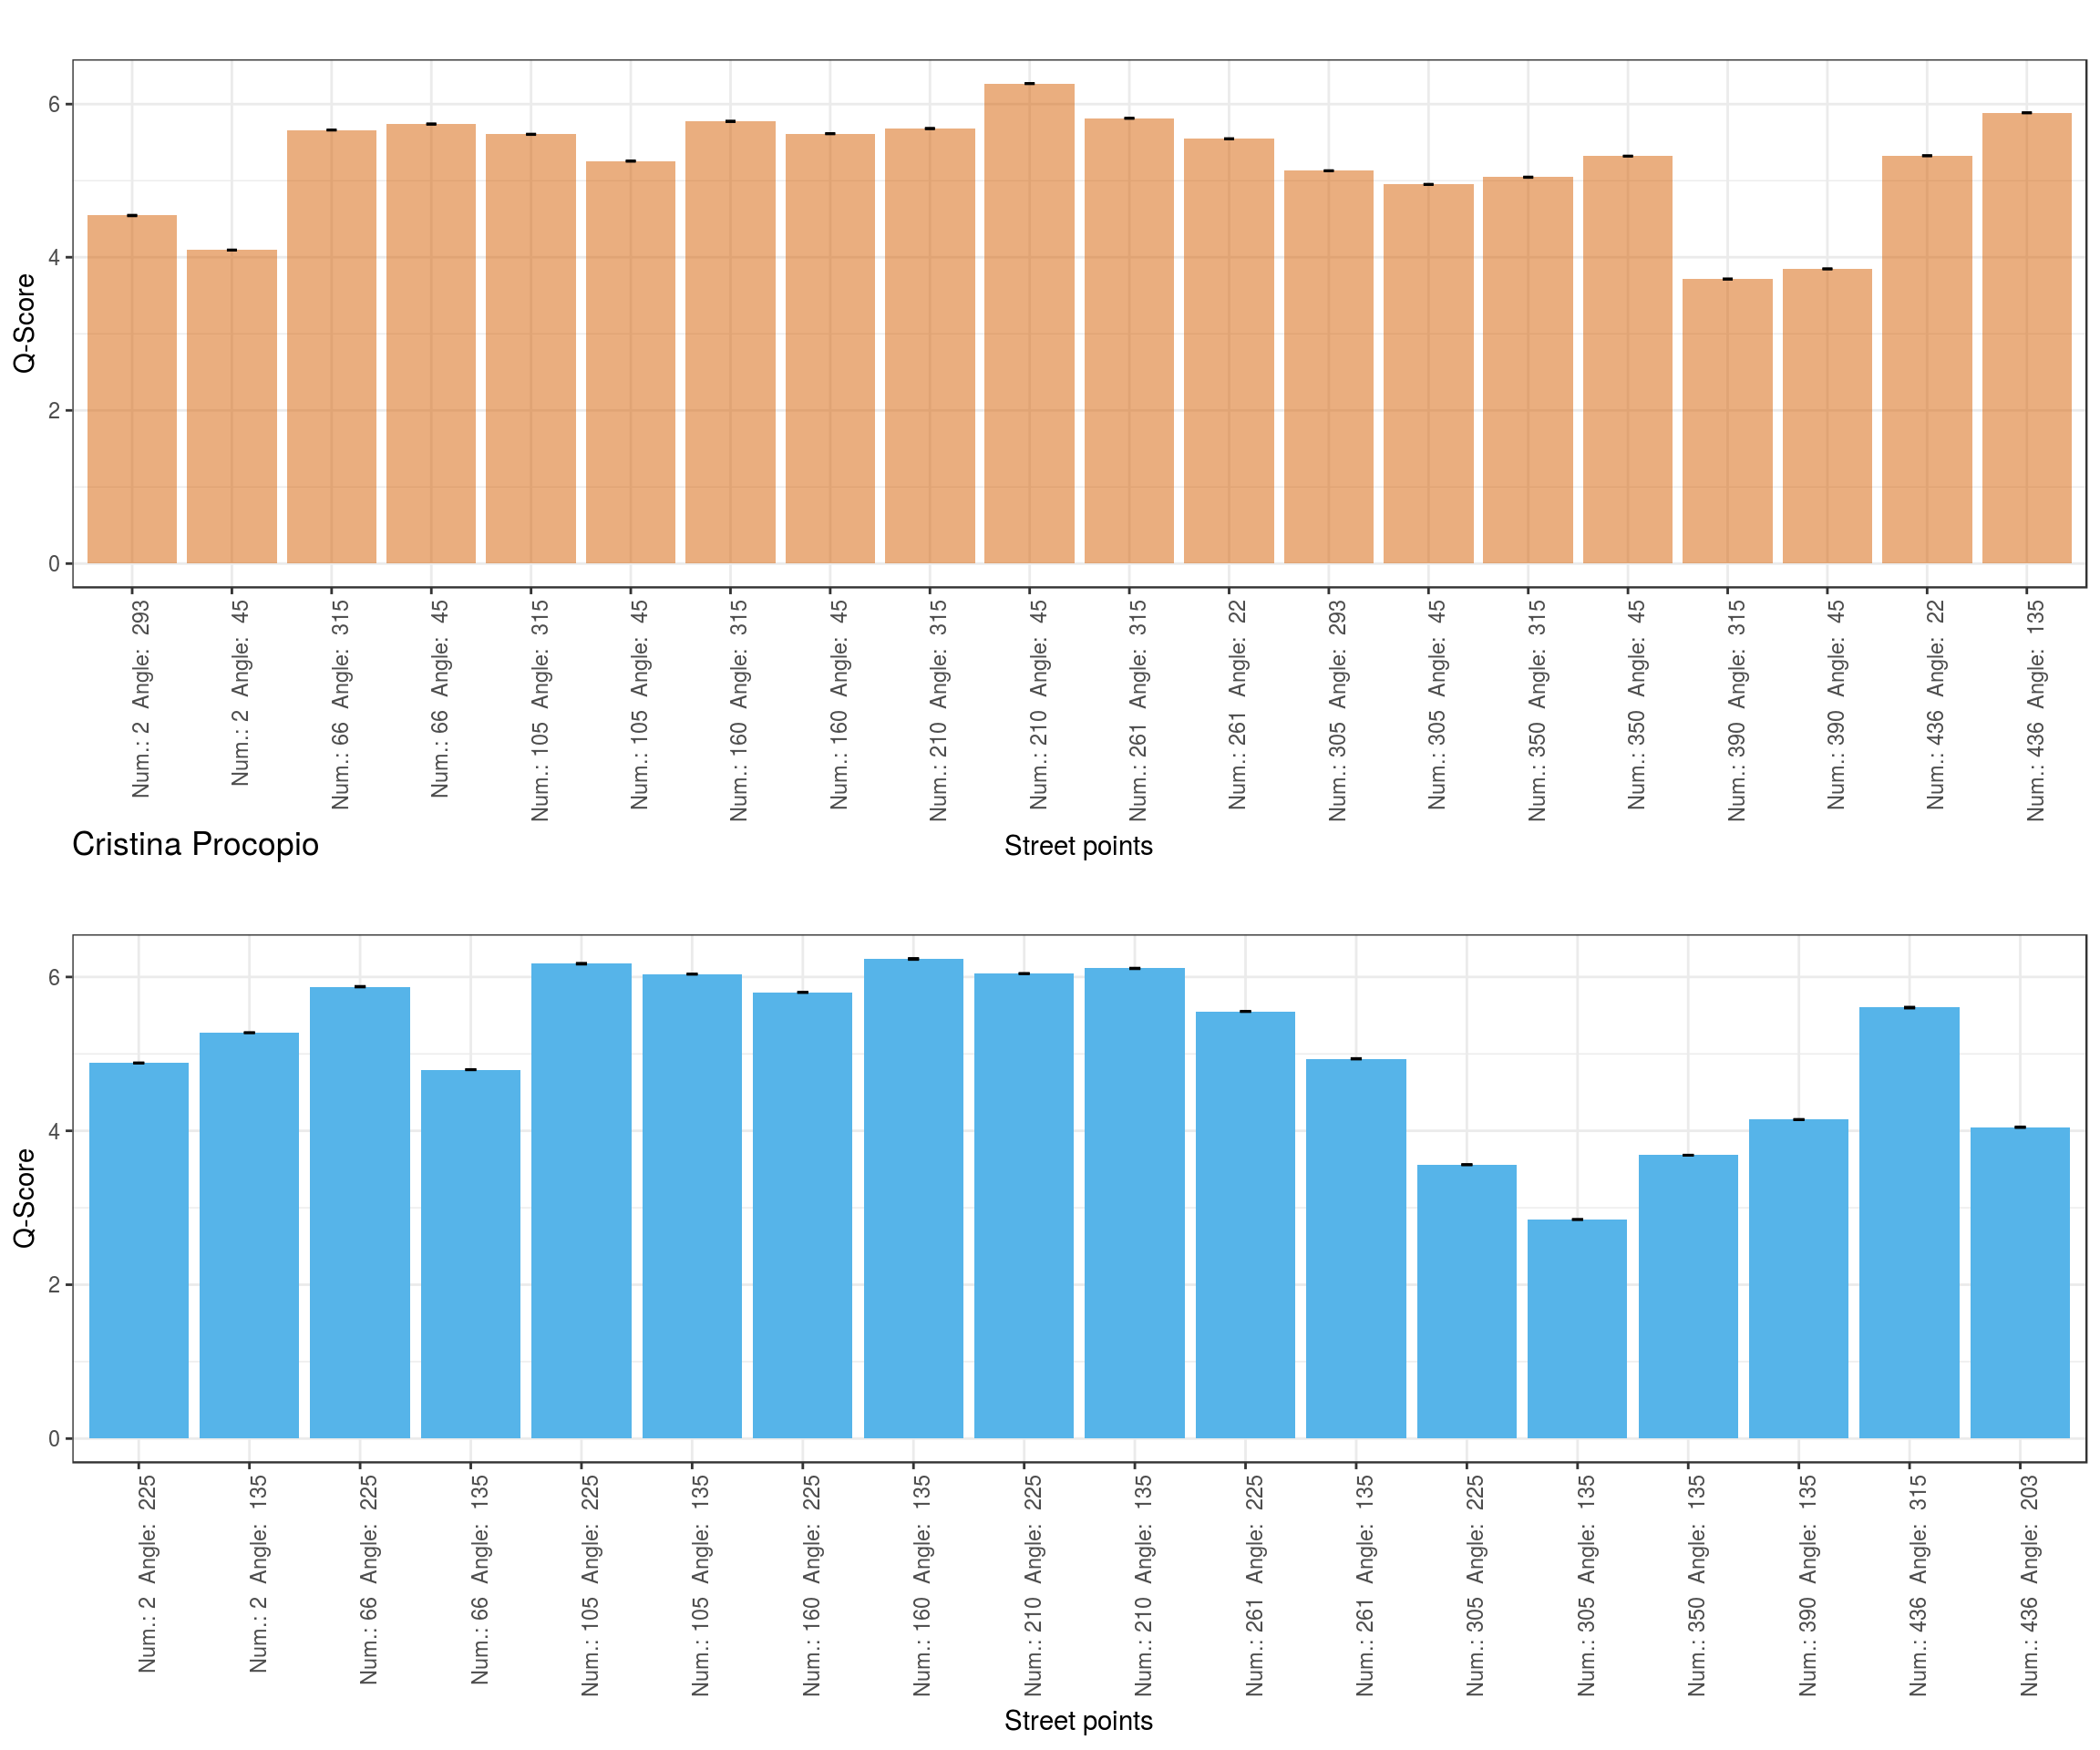 Q-Score
6
4
2
0
Num.: 2  Angle:  293
Num.: 2  Angle:  45
Num.: 66  Angle:  315
Num.: 66  Angle:  45
Num.: 105  Angle:  315
Num.: 105  Angle:  45
Num.: 160  Angle:  315
Num.: 160  Angle:  45
Num.: 210  Angle:  315
Num.: 210  Angle:  45
Num.: 261  Angle:  315
Num.: 261  Angle:  22
Num.: 305  Angle:  293
Num.: 305  Angle:  45
Num.: 350  Angle:  315
Num.: 350  Angle:  45
Num.: 390  Angle:  315
Num.: 390  Angle:  45
Num.: 436  Angle:  22
Num.: 436  Angle:  135
Street points
Cristina Procopio
Q-Score
6
4
2
0
Num.: 2  Angle:  225
Num.: 2  Angle:  135
Num.: 66  Angle:  225
Num.: 66  Angle:  135
Num.: 105  Angle:  225
Num.: 105  Angle:  135
Num.: 160  Angle:  225
Num.: 160  Angle:  135
Num.: 210  Angle:  225
Num.: 210  Angle:  135
Num.: 261  Angle:  225
Num.: 261  Angle:  135
Num.: 305  Angle:  225
Num.: 305  Angle:  135
Num.: 350  Angle:  135
Num.: 390  Angle:  135
Num.: 436  Angle:  315
Num.: 436  Angle:  203
Street points